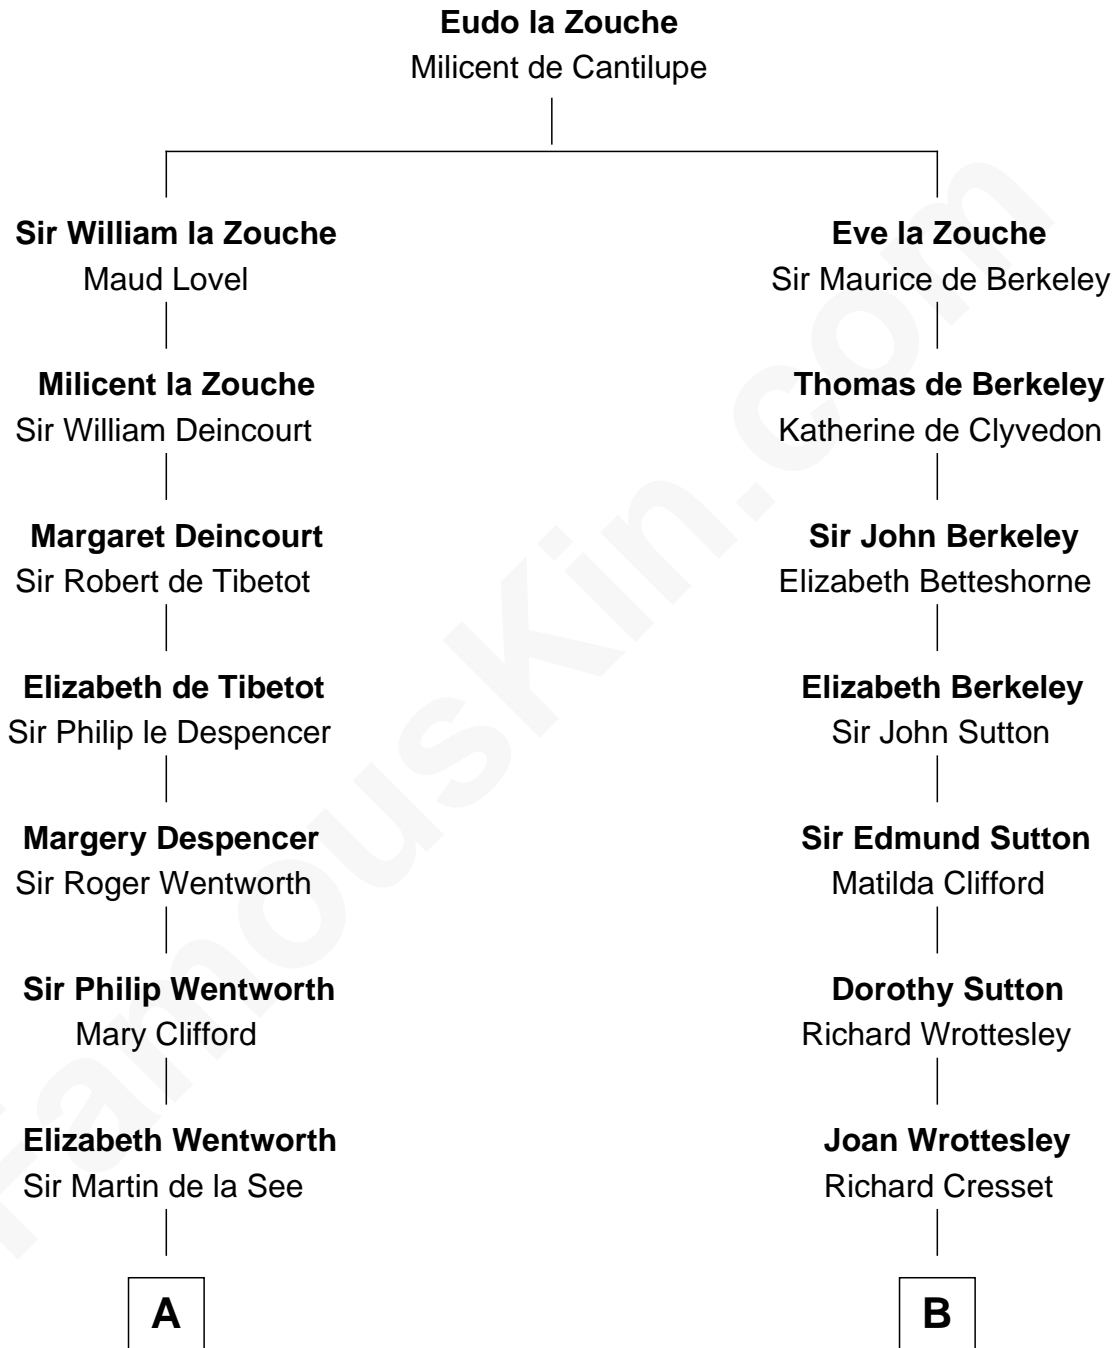 Eudo la Zouche
Milicent de Cantilupe
Sir William la Zouche
Maud Lovel
Eve la Zouche
Sir Maurice de Berkeley
Milicent la Zouche
Sir William Deincourt
Thomas de Berkeley
Katherine de Clyvedon
Margaret Deincourt
Sir Robert de Tibetot
Sir John Berkeley
Elizabeth Betteshorne
Elizabeth de Tibetot
Sir Philip le Despencer
Elizabeth Berkeley
Sir John Sutton
Margery Despencer
Sir Roger Wentworth
Sir Edmund Sutton
Matilda Clifford
Sir Philip Wentworth
Mary Clifford
Dorothy Sutton
Richard Wrottesley
Elizabeth Wentworth
Sir Martin de la See
Joan Wrottesley
Richard Cresset
A
B
FamousKin.com